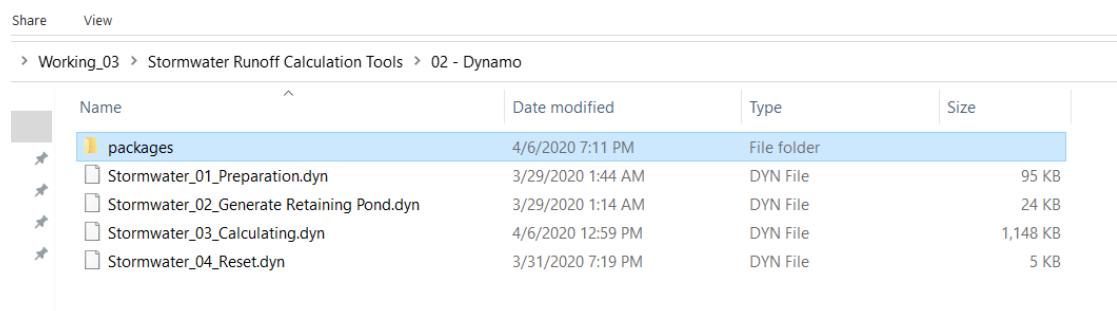 Share View
Working_03 > Stormwater Runoff Calculation Tools > 02 - Dynamo
Name Date modified Type Size
packages 4/6/2020 7:11 PM File folder
Stormwater_01_Preparation.dyn 3/29/2020 1:44 AM DYN File 95 KB
Stormwater_02_Generate Retaining Pond.dyn 3/29/2020 1:14 AM DYN File 24 KB
Stormwater_03_Calculating.dyn 4/6/2020 12:59 PM DYN File 1,148 KB
Stormwater_04_Reset.dyn 3/31/2020 7:19 PM DYN File 5 KB